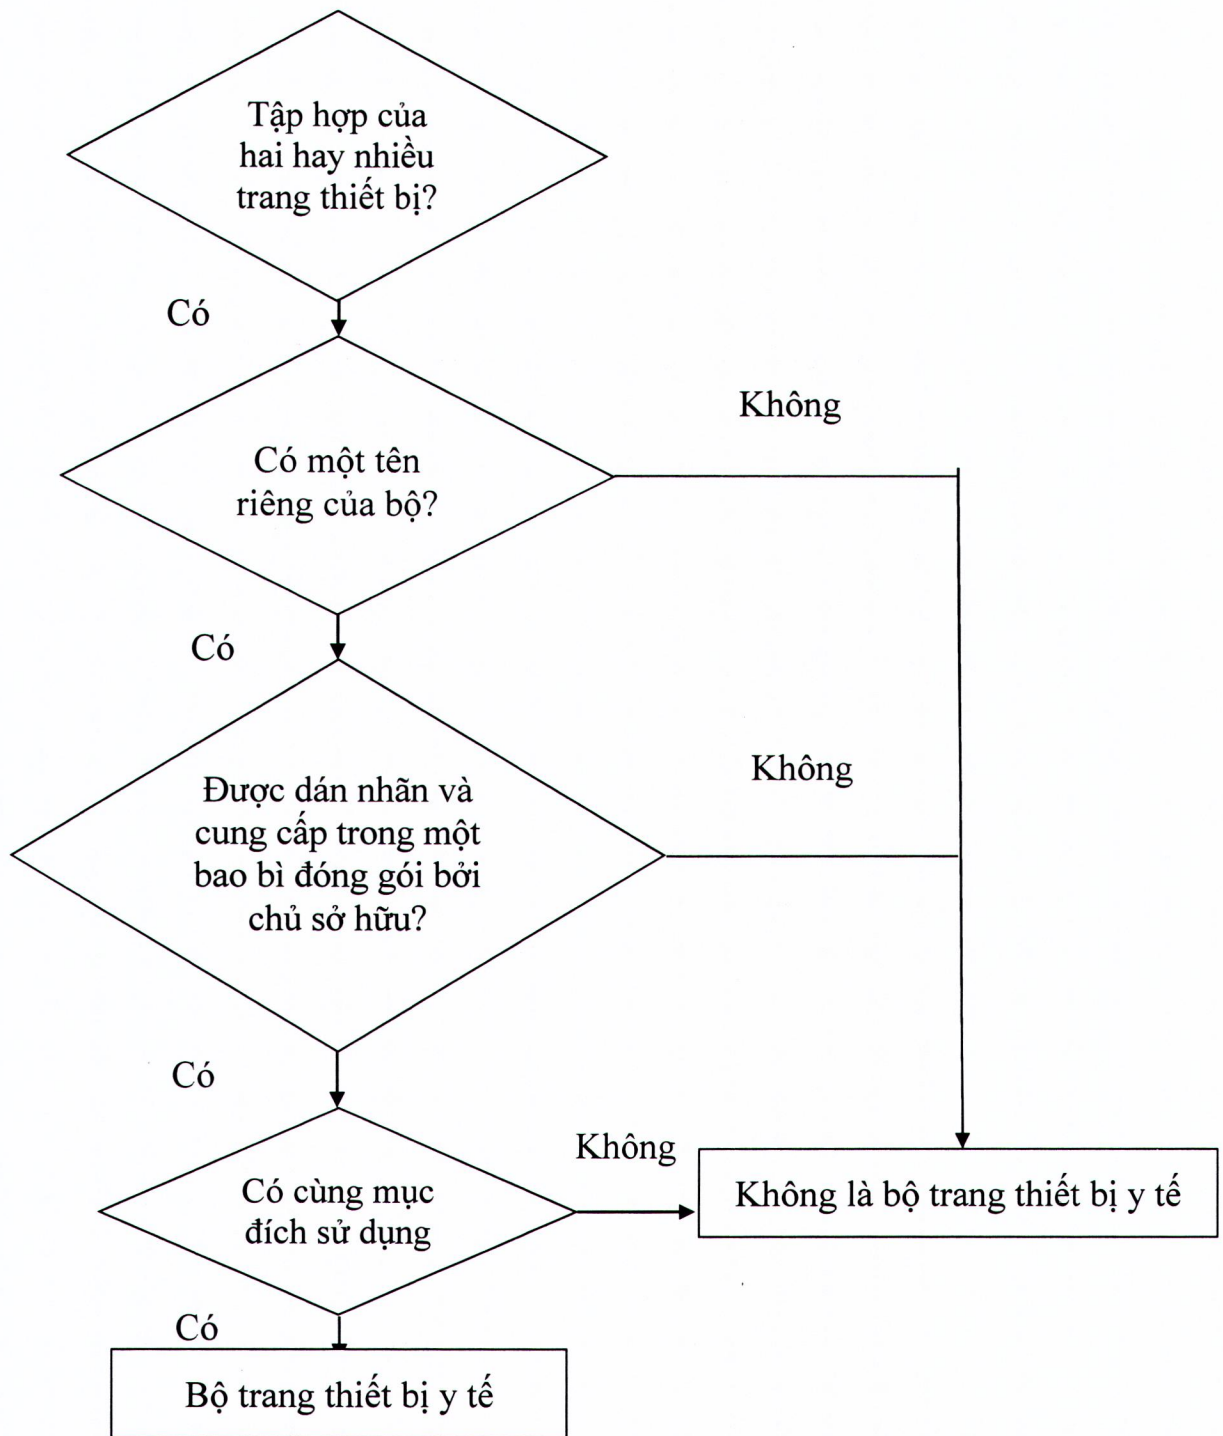 Tập hợp của
hai hay nhiều
trang thiết bị?
Có
Không
Có một tên
riêng của bộ?
Có
Không
Được dán nhãn và
cung cấp trong một
bao bì đóng gói bởi
chủ sở hữu?
Có
Không
Có cùng mục
đích sử dụng
Không là bộ trang thiết bị y tế
Có
Bộ trang thiết bị y tế